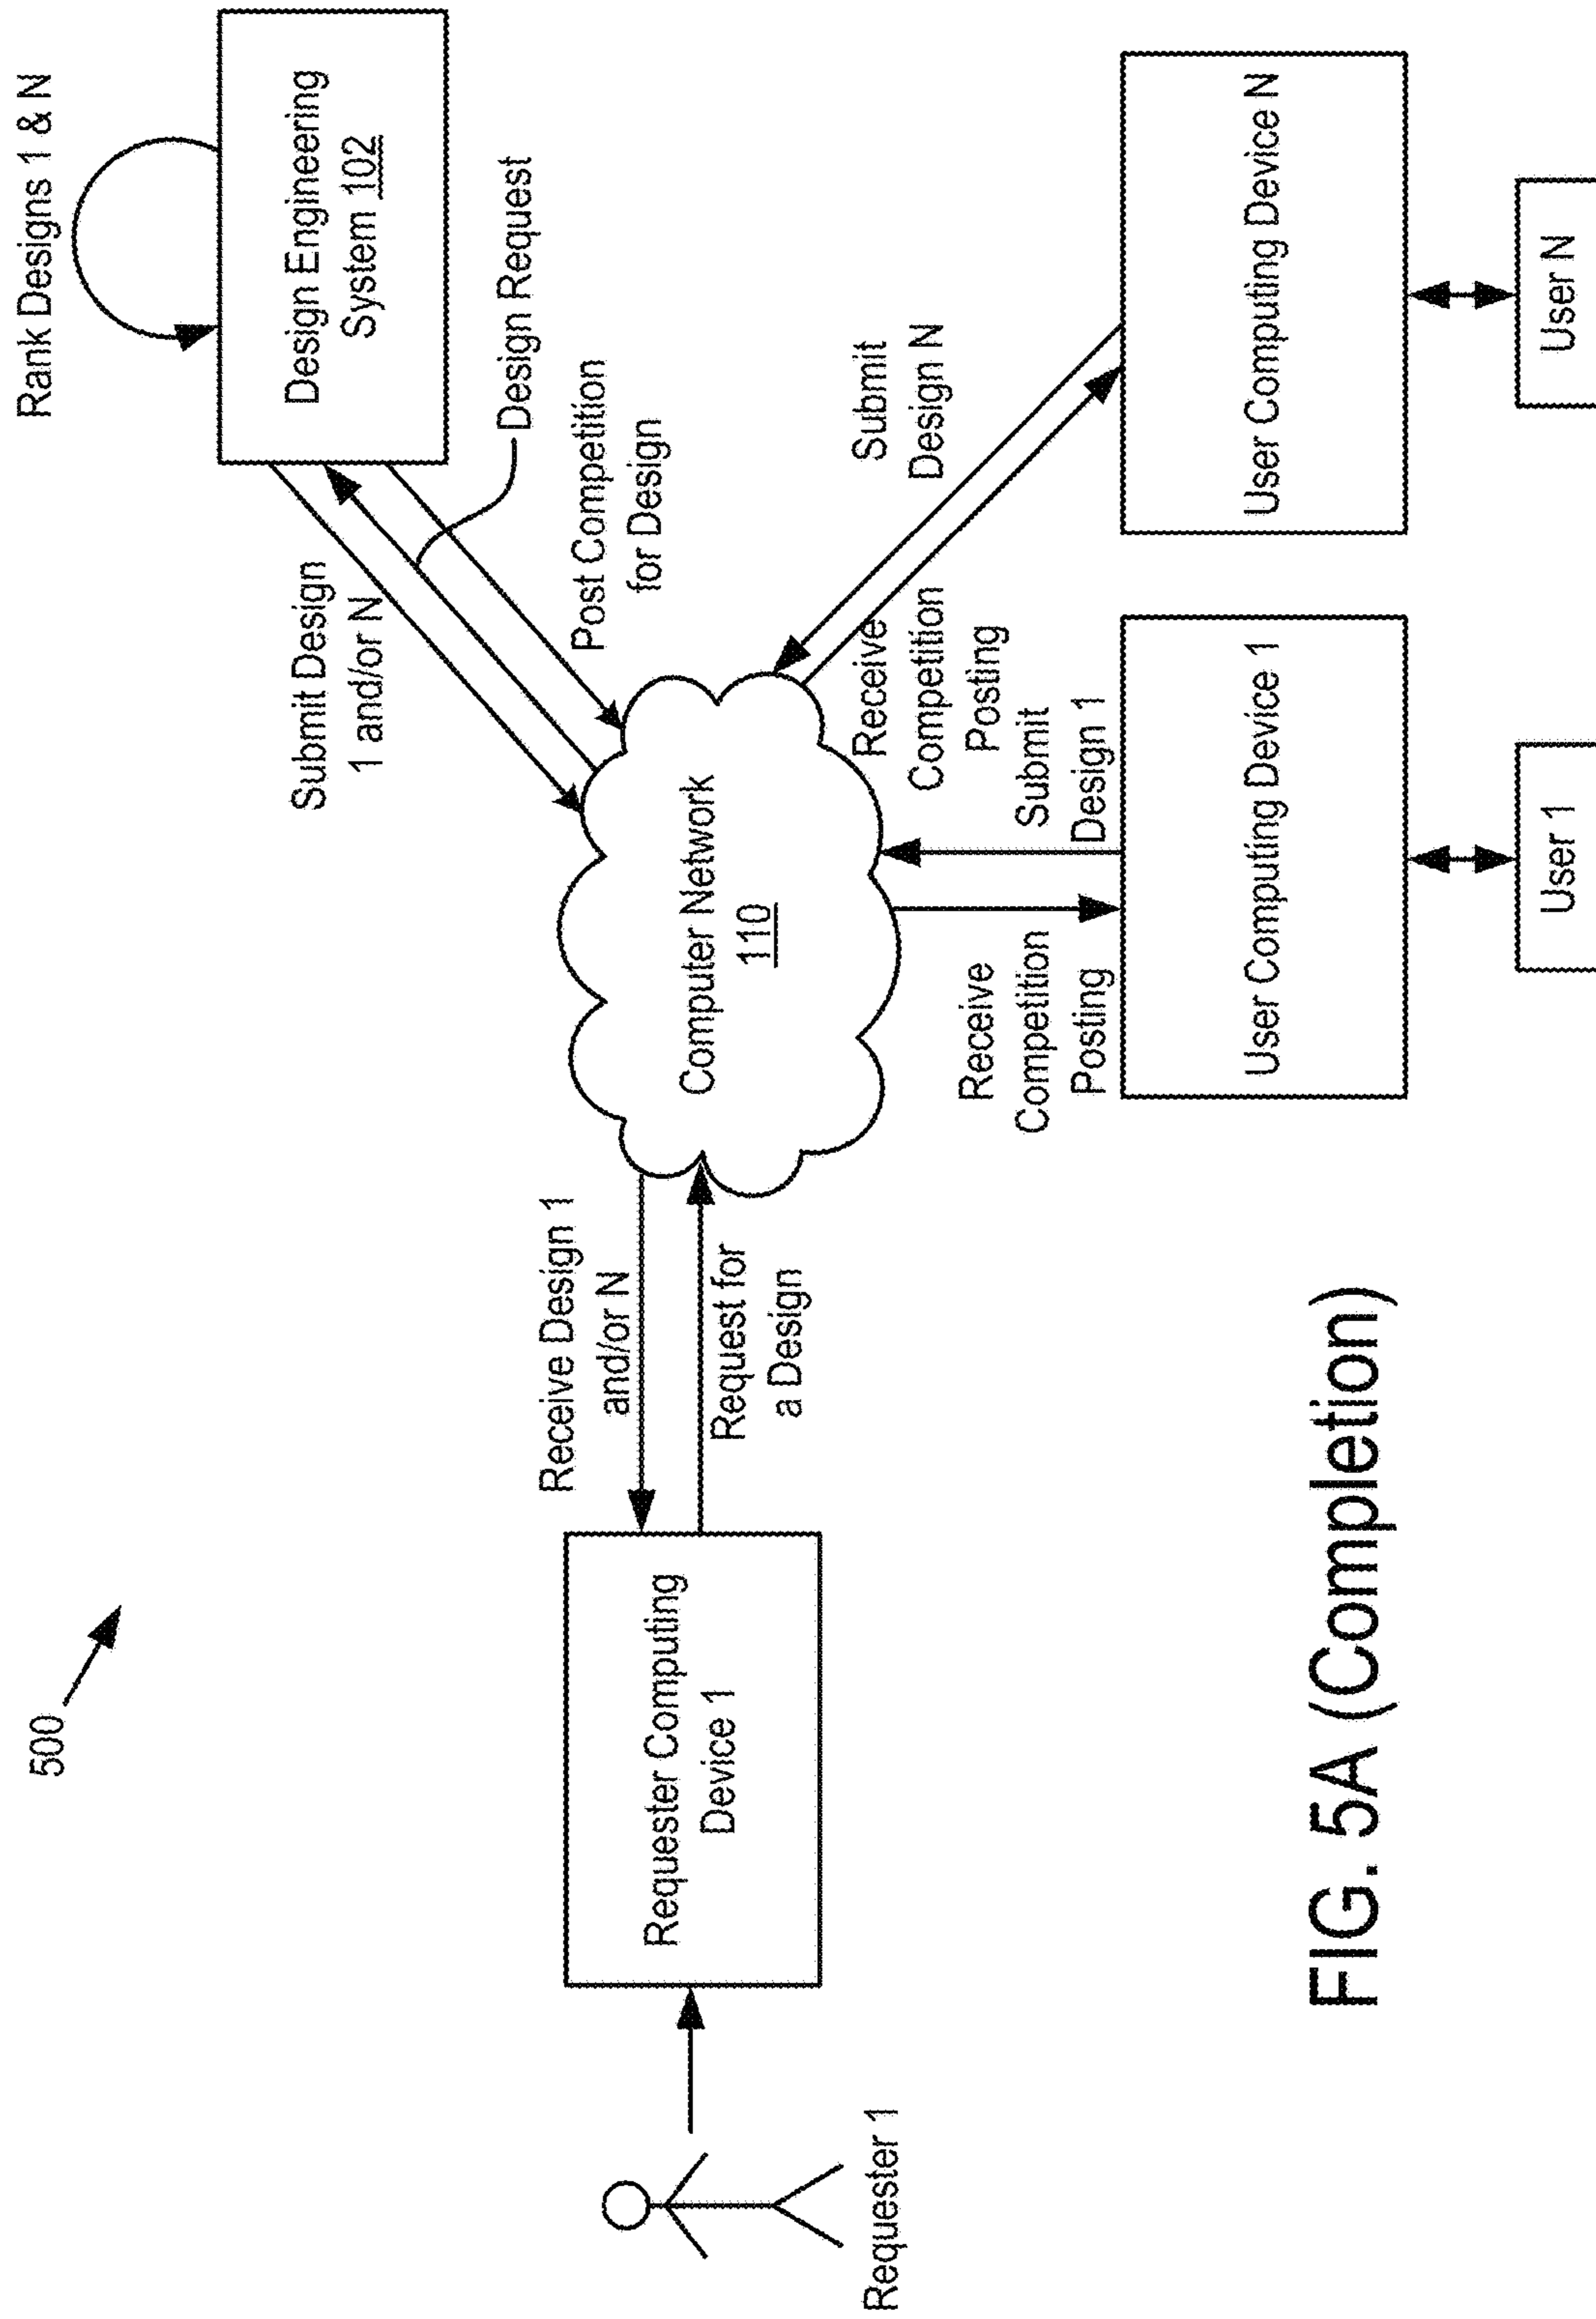 500
Rank Designs 1 & N
Design Engineering
System 102
Submit Design
1 and/or N
Design Request
Post Competition
for Design
Receive Design 1
and/or N
Request for
a Design
Requester Computing
Device 1
Requester 1
Computer Network
110
Receive
Competition
Posting
Submit
Design 1
Receive
Competition
Posting
Submit
Design N
User Computing Device 1
User Computing Device N
User 1
User N
FIG. 5A (Completion)